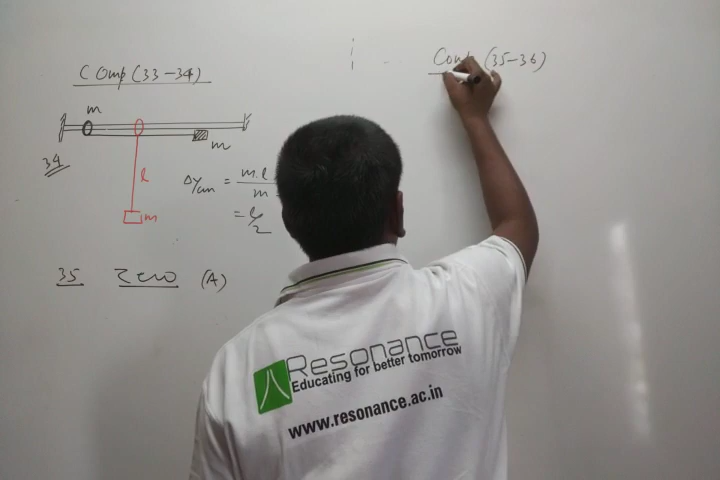 COmp (33-34)
m
m
34
l
m
ΔYcm = m.l / m
= l/2
35 Zero (A)
Comp (35-36)
Resonance
Educating for better tomorrow
www.resonance.ac.in